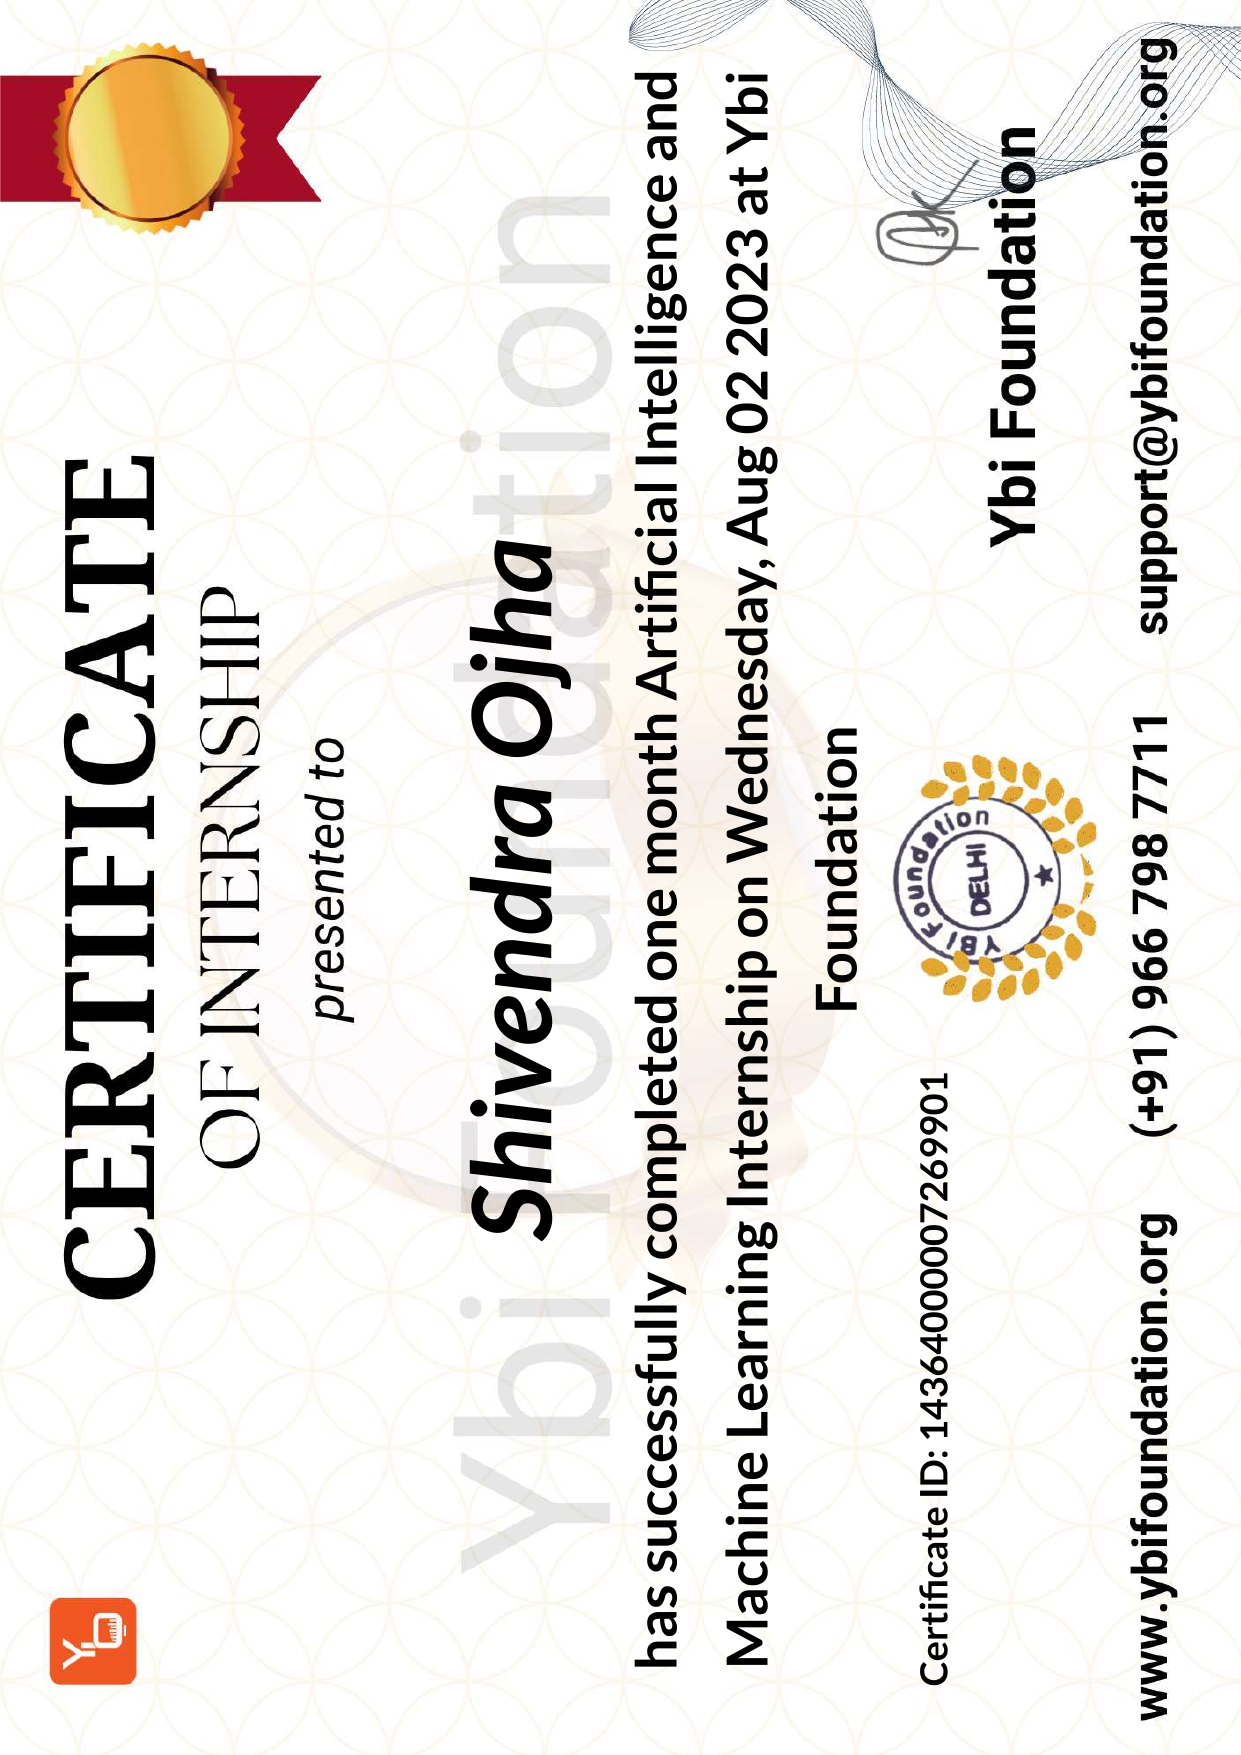 Yb
CERTIFICATE
OF INTERNSHIP
presented to
Ybi Foundation
Shivendra Ojha
has successfully completed one month Artificial Intelligence and
Machine Learning Internship on Wednesday, Aug 02 2023 at Ybi
Foundation
Certificate ID: 14364000007269901
YBI Foundation
DELHI
Ybi Foundation
www.ybifoundation.org (+91) 966 798 7711 support@ybifoundation.org